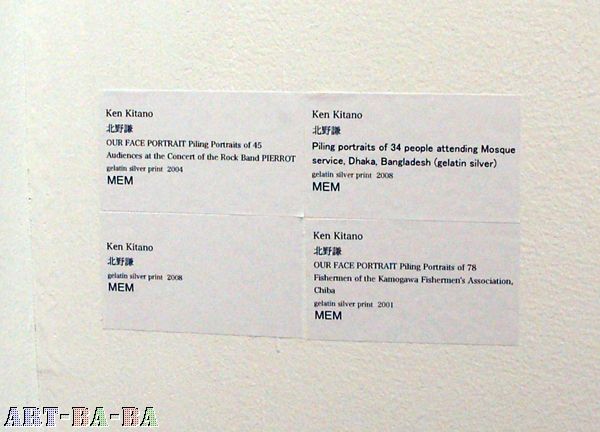 Ken Kitano
北野謙
OUR FACE PORTRAIT Piling Portraits of 45
Audiences at the Concert of the Rock Band PIERROT
gelatin silver print 2004
MEM
Ken Kitano
北野謙
Piling portraits of 34 people attending Mosque
service, Dhaka, Bangladesh (gelatin silver)
gelatin silver print 2008
MEM
Ken Kitano
北野謙
gelatin silver print 2008
MEM
Ken Kitano
北野謙
OUR FACE PORTRAIT Piling Portraits of 78
Fishermen of the Kamogawa Fishermen's Association,
Chiba
gelatin silver print 2001
MEM
ART-BA-BA